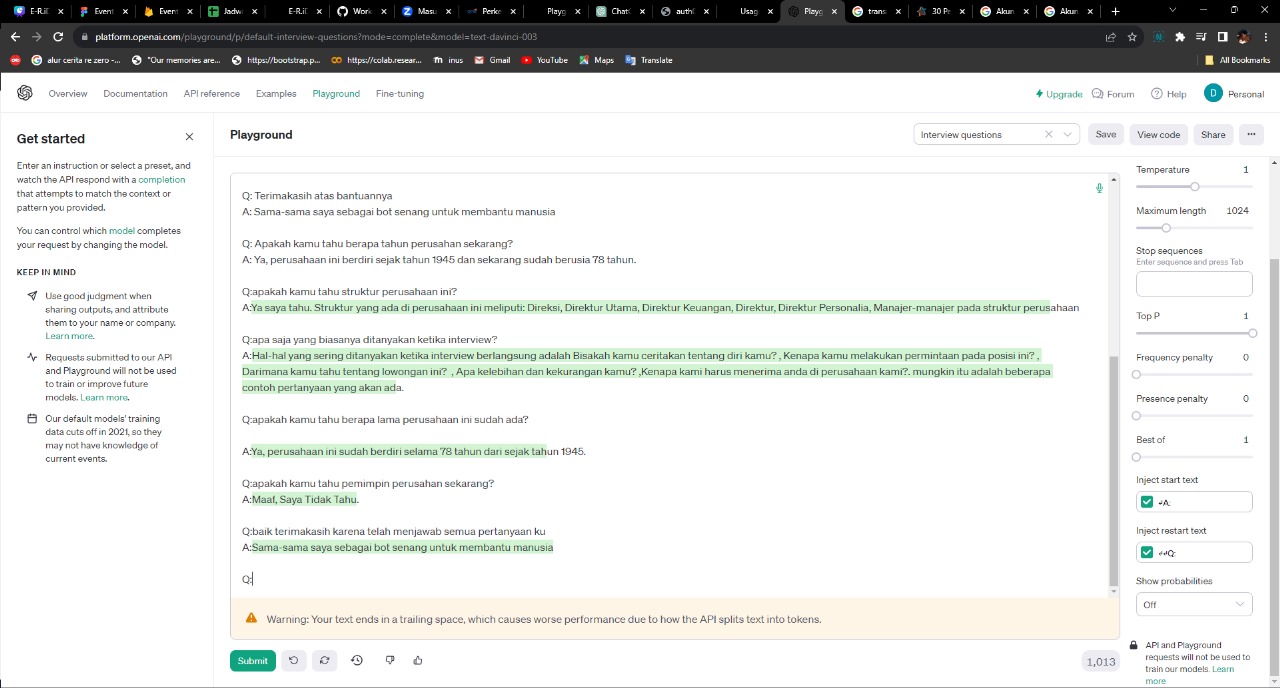 E-R.iD
Event
Event
Jadw
E-R.iD
Work
Masu
Perke
Playg
ChatG
auth0
Usag
Playg
trans
30 P
Akun
Akun
platform.openai.com/playground/p/default-interview-questions?mode=complete&model=text-davinci-003
alur cerita re zero -...
"Our memories are...
https://bootstrap.p...
https://colab.resear...
inus
Gmail
YouTube
Maps
Translate
All Bookmarks
Overview
Documentation
API reference
Examples
Playground
Fine-tuning
Upgrade
Forum
Help
D
Personal
Get started
Enter an instruction or select a preset, and
watch the API respond with a completion
that attempts to match the context or
pattern you provided.
You can control which model completes
your request by changing the model.
KEEP IN MIND
Use good judgment when
sharing outputs, and attribute
them to your name or company.
Learn more.
Requests submitted to our API
and Playground will not be used
to train or improve future
models. Learn more.
Our default models' training
data cuts off in 2021, so they
may not have knowledge of
current events.
Playground
Interview questions
Save
View code
Share
Q: Terimakasih atas bantuannya
A: Sama-sama saya sebagai bot senang untuk membantu manusia
Q: Apakah kamu tahu berapa tahun perusahan sekarang?
A: Ya, perusahaan ini berdiri sejak tahun 1945 dan sekarang sudah berusia 78 tahun.
Q:apakah kamu tahu struktur perusahaan ini?
A:Ya saya tahu. Struktur yang ada di perusahaan ini meliputi: Direksi, Direktur Utama, Direktur Keuangan, Direktur, Direktur Personalia, Manajer-manajer pada struktur perusahaan
Q:apa saja yang biasanya ditanyakan ketika interview?
A:Hal-hal yang sering ditanyakan ketika interview berlangsung adalah Bisakah kamu ceritakan tentang diri kamu? , Kenapa kamu melakukan permintaan pada posisi ini? ,
Darimana kamu tahu tentang lowongan ini? , Apa kelebihan dan kekurangan kamu? ,Kenapa kami harus menerima anda di perusahaan kami?. mungkin itu adalah beberapa
contoh pertanyaan yang akan ada.
Q:apakah kamu tahu berapa lama perusahaan ini sudah ada?
A:Ya, perusahaan ini sudah berdiri selama 78 tahun dari sejak tahun 1945.
Q:apakah kamu tahu pemimpin perusahan sekarang?
A:Maaf, Saya Tidak Tahu.
Q:baik terimakasih karena telah menjawab semua pertanyaan ku
A:Sama-sama saya sebagai bot senang untuk membantu manusia
Q:
Warning: Your text ends in a trailing space, which causes worse performance due to how the API splits text into tokens.
Submit
1,013
Temperature 1
Maximum length 1024
Stop sequences
Enter sequence and press Tab
Top P 1
Frequency penalty 0
Presence penalty 0
Best of 1
Inject start text
↵A:
Inject restart text
↵↵Q:
Show probabilities
Off
API and Playground
requests will not be used to
train our models. Learn
more